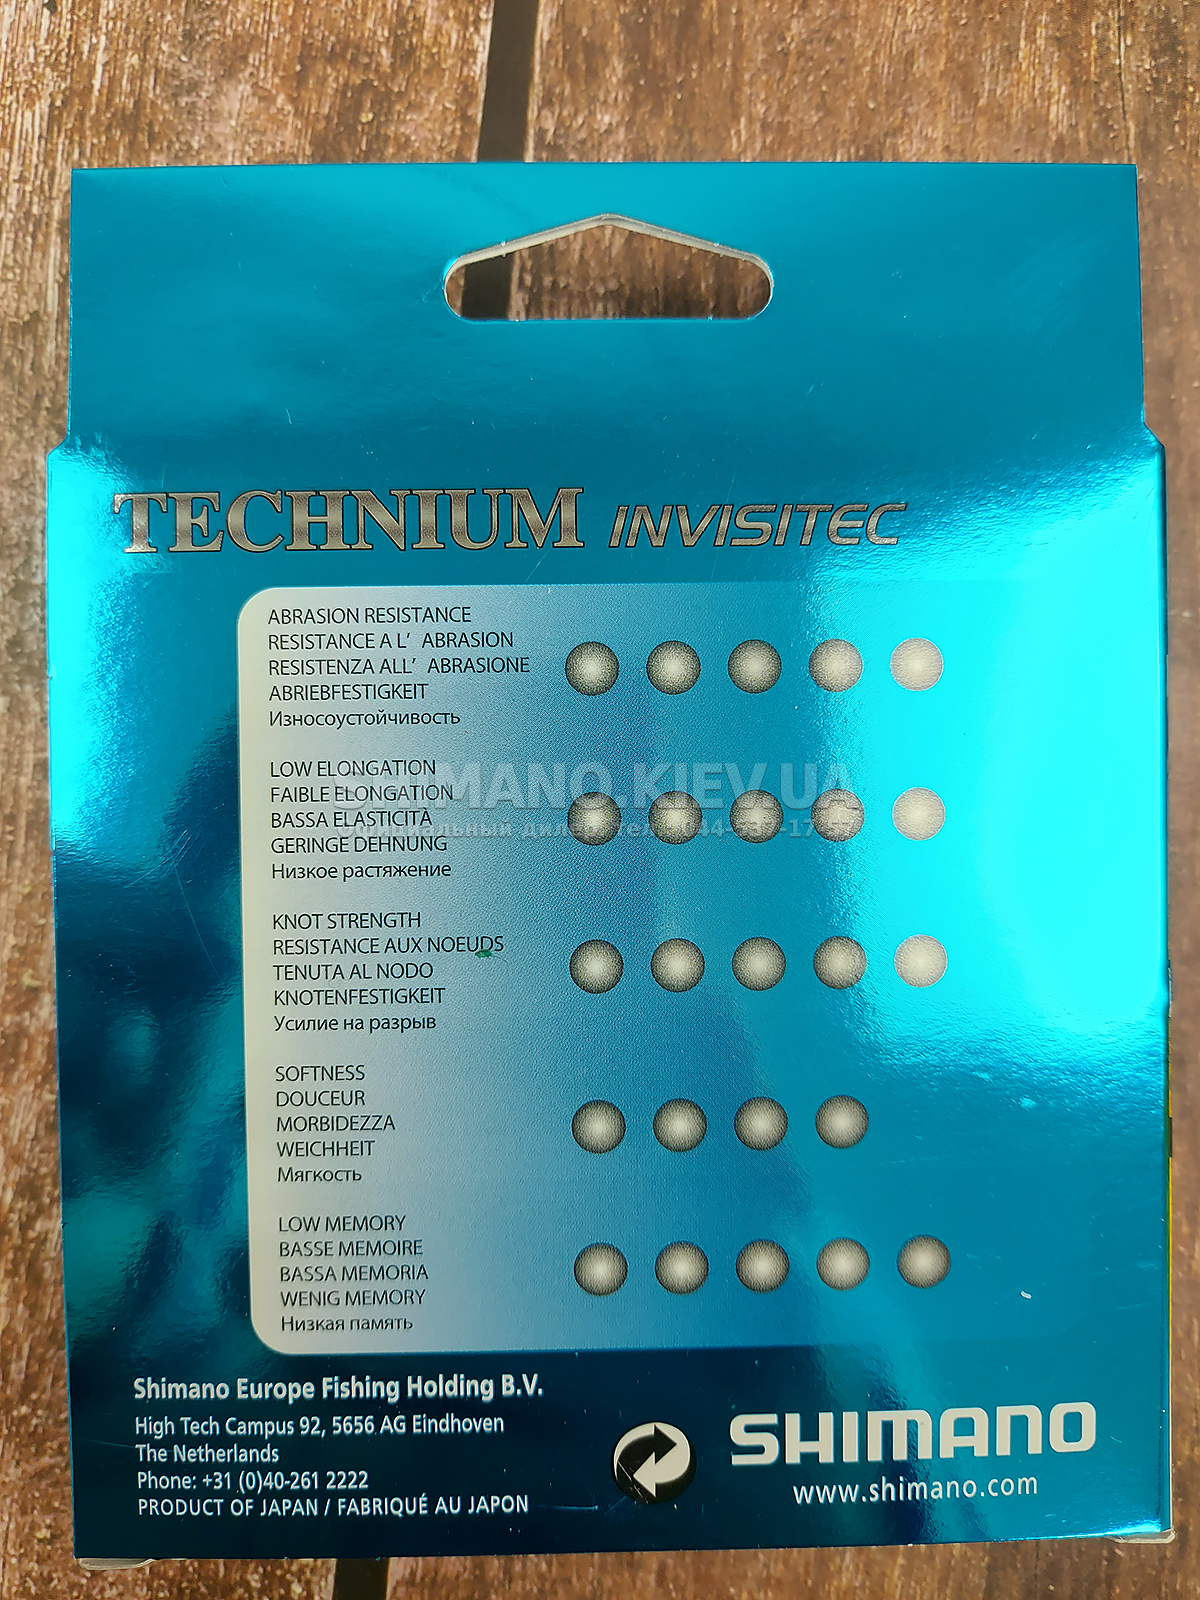 TECHNIUM INVISITEC
ABRASION RESISTANCE
RESISTANCE A L' ABRASION
RESISTENZA ALL' ABRASIONE
ABRIEBFESTIGKEIT
Износоустойчивость
LOW ELONGATION
FAIBLE ELONGATION
BASSA ELASTICITÀ
GERINGE DEHNUNG
Низкое растяжение
SHIMANO.KIEV.UA
Официальный
KNOT STRENGTH
RESISTANCE AUX NOEUDS
TENUTA AL NODO
KNOTENFESTIGKEIT
Усилие на разрыв
SOFTNESS
DOUCEUR
MORBIDEZZA
WEICHHEIT
Мягкость
LOW MEMORY
BASSE MEMOIRE
BASSA MEMORIA
WENIG MEMORY
Низкая память
Shimano Europe Fishing Holding B.V.
High Tech Campus 92, 5656 AG Eindhoven
The Netherlands
Phone: +31 (0)40-261 2222
PRODUCT OF JAPAN / FABRIQUÉ AU JAPON
SHIMANO
www.shimano.com